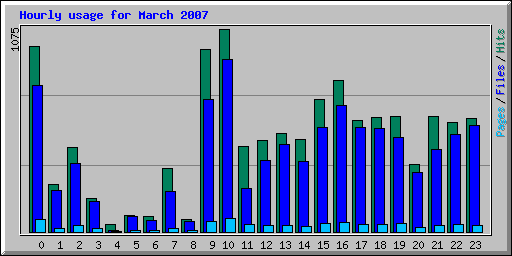 Hourly usage for March 2007
1075
Pages / Files / Hits
0 1 2 3 4 5 6 7 8 9 10 11 12 13 14 15 16 17 18 19 20 21 22 23